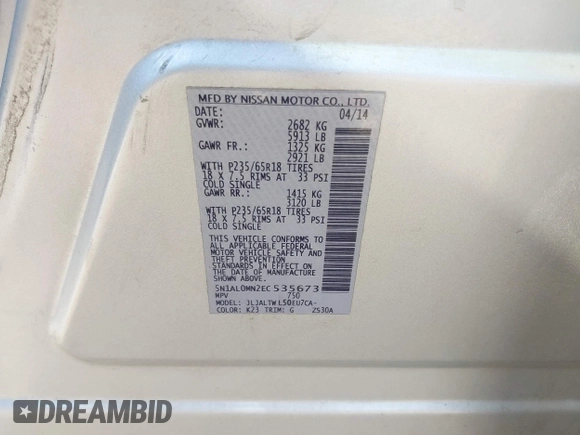 MFD BY NISSAN MOTOR CO., LTD.
DATE: 04/14
GVWR: 2682 KG
5913 LB
GAWR FR.: 1325 KG
2921 LB
WITH P235/65R18 TIRES
18 X 7.5 RIMS AT 33 PSI
COLD SINGLE
GAWR RR.: 1415 KG
3120 LB
WITH P235/65R18 TIRES
18 X 7.5 RIMS AT 33 PSI
COLD SINGLE
THIS VEHICLE CONFORMS TO
ALL APPLICABLE FEDERAL
MOTOR VEHICLE SAFETY AND
THEFT PREVENTION
STANDARDS IN EFFECT ON
THE DATE OF MANUFACTURE
SHOWN ABOVE.
5N1AL0MN2EC535673
MPV 750
MODEL:
COLOR: K23 TRIM: G ZS30A
DREAMBID